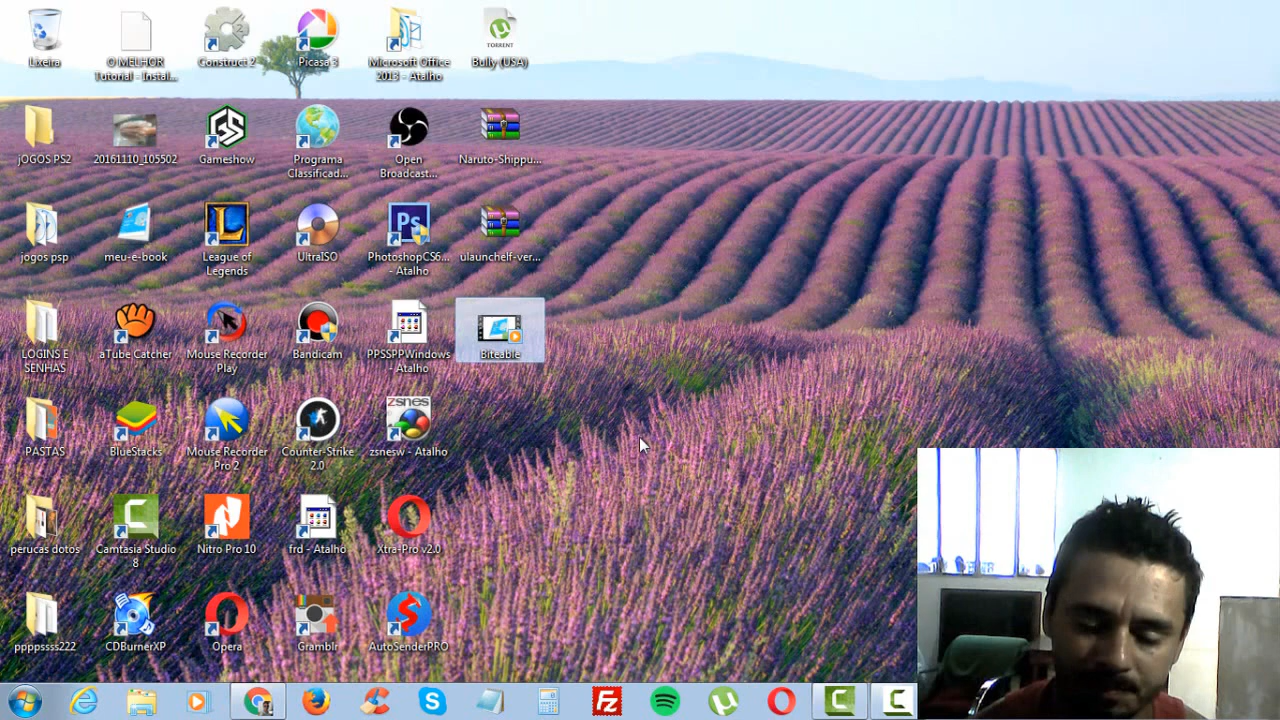 Lixeira
O MELHOR
Tutorial - Instal...
Construct 2
Picasa 3
Microsoft Office
2013 - Atalho
TORRENT
Bully (USA)
jOGOS PS2
20161110_105502
GS
Gameshow
Programa
Classificad...
Open
Broadcast...
Naruto-Shippu...
jogos psp
meu-e-book
L
League of
Legends
UltraISO
Ps
PhotoshopCS6...
- Atalho
ulaunchelf-ver...
LOGINS E
SENHAS
aTube Catcher
Mouse Recorder
Play
Bandicam
PPSSPPWindows
- Atalho
Biteable
PASTAS
BlueStacks
Mouse Recorder
Pro 2
Counter-Strike
2.0
zsnes
zsnesw - Atalho
perucas dotos
Camtasia Studio
8
Nitro Pro 10
frd - Atalho
Xtra-Pro v2.0
ppppssss222
CDBurnerXP
Opera
Gramblr
AutoSenderPRO